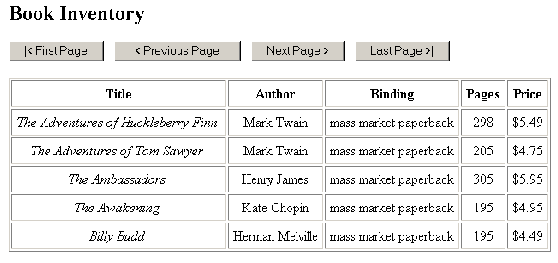 Book Inventory
|< First Page < Previous Page Next Page > Last Page >|
Title Author Binding Pages Price
The Adventures of Huckleberry Finn Mark Twain mass market paperback 298 $5.49
The Adventures of Tom Sawyer Mark Twain mass market paperback 205 $4.75
The Ambassadors Henry James mass market paperback 305 $5.95
The Awakening Kate Chopin mass market paperback 195 $4.95
Billy Budd Herman Melville mass market paperback 195 $4.49